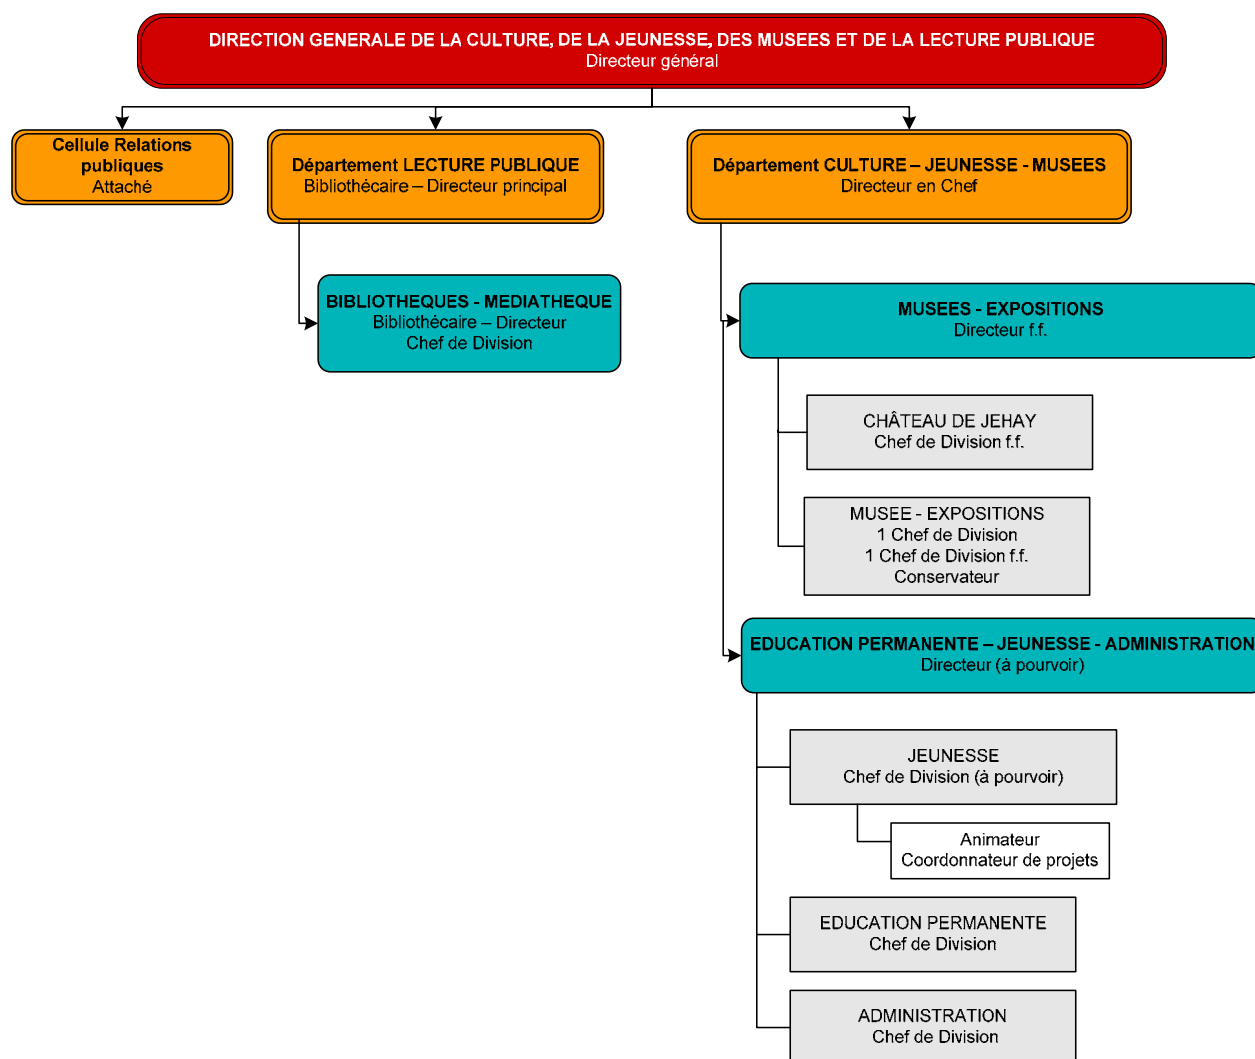 DIRECTION GENERALE DE LA CULTURE, DE LA JEUNESSE, DES MUSEES ET DE LA LECTURE PUBLIQUE
Directeur général
Cellule Relations
publiques
Attaché
Département LECTURE PUBLIQUE
Bibliothécaire – Directeur principal
Département CULTURE – JEUNESSE - MUSEES
Directeur en Chef
BIBLIOTHEQUES - MEDIATHEQUE
Bibliothécaire – Directeur
Chef de Division
MUSEES - EXPOSITIONS
Directeur f.f.
CHÂTEAU DE JEHAY
Chef de Division f.f.
MUSEE - EXPOSITIONS
1 Chef de Division
1 Chef de Division f.f.
Conservateur
EDUCATION PERMANENTE – JEUNESSE - ADMINISTRATION
Directeur (à pourvoir)
JEUNESSE
Chef de Division (à pourvoir)
Animateur
Coordonnateur de projets
EDUCATION PERMANENTE
Chef de Division
ADMINISTRATION
Chef de Division